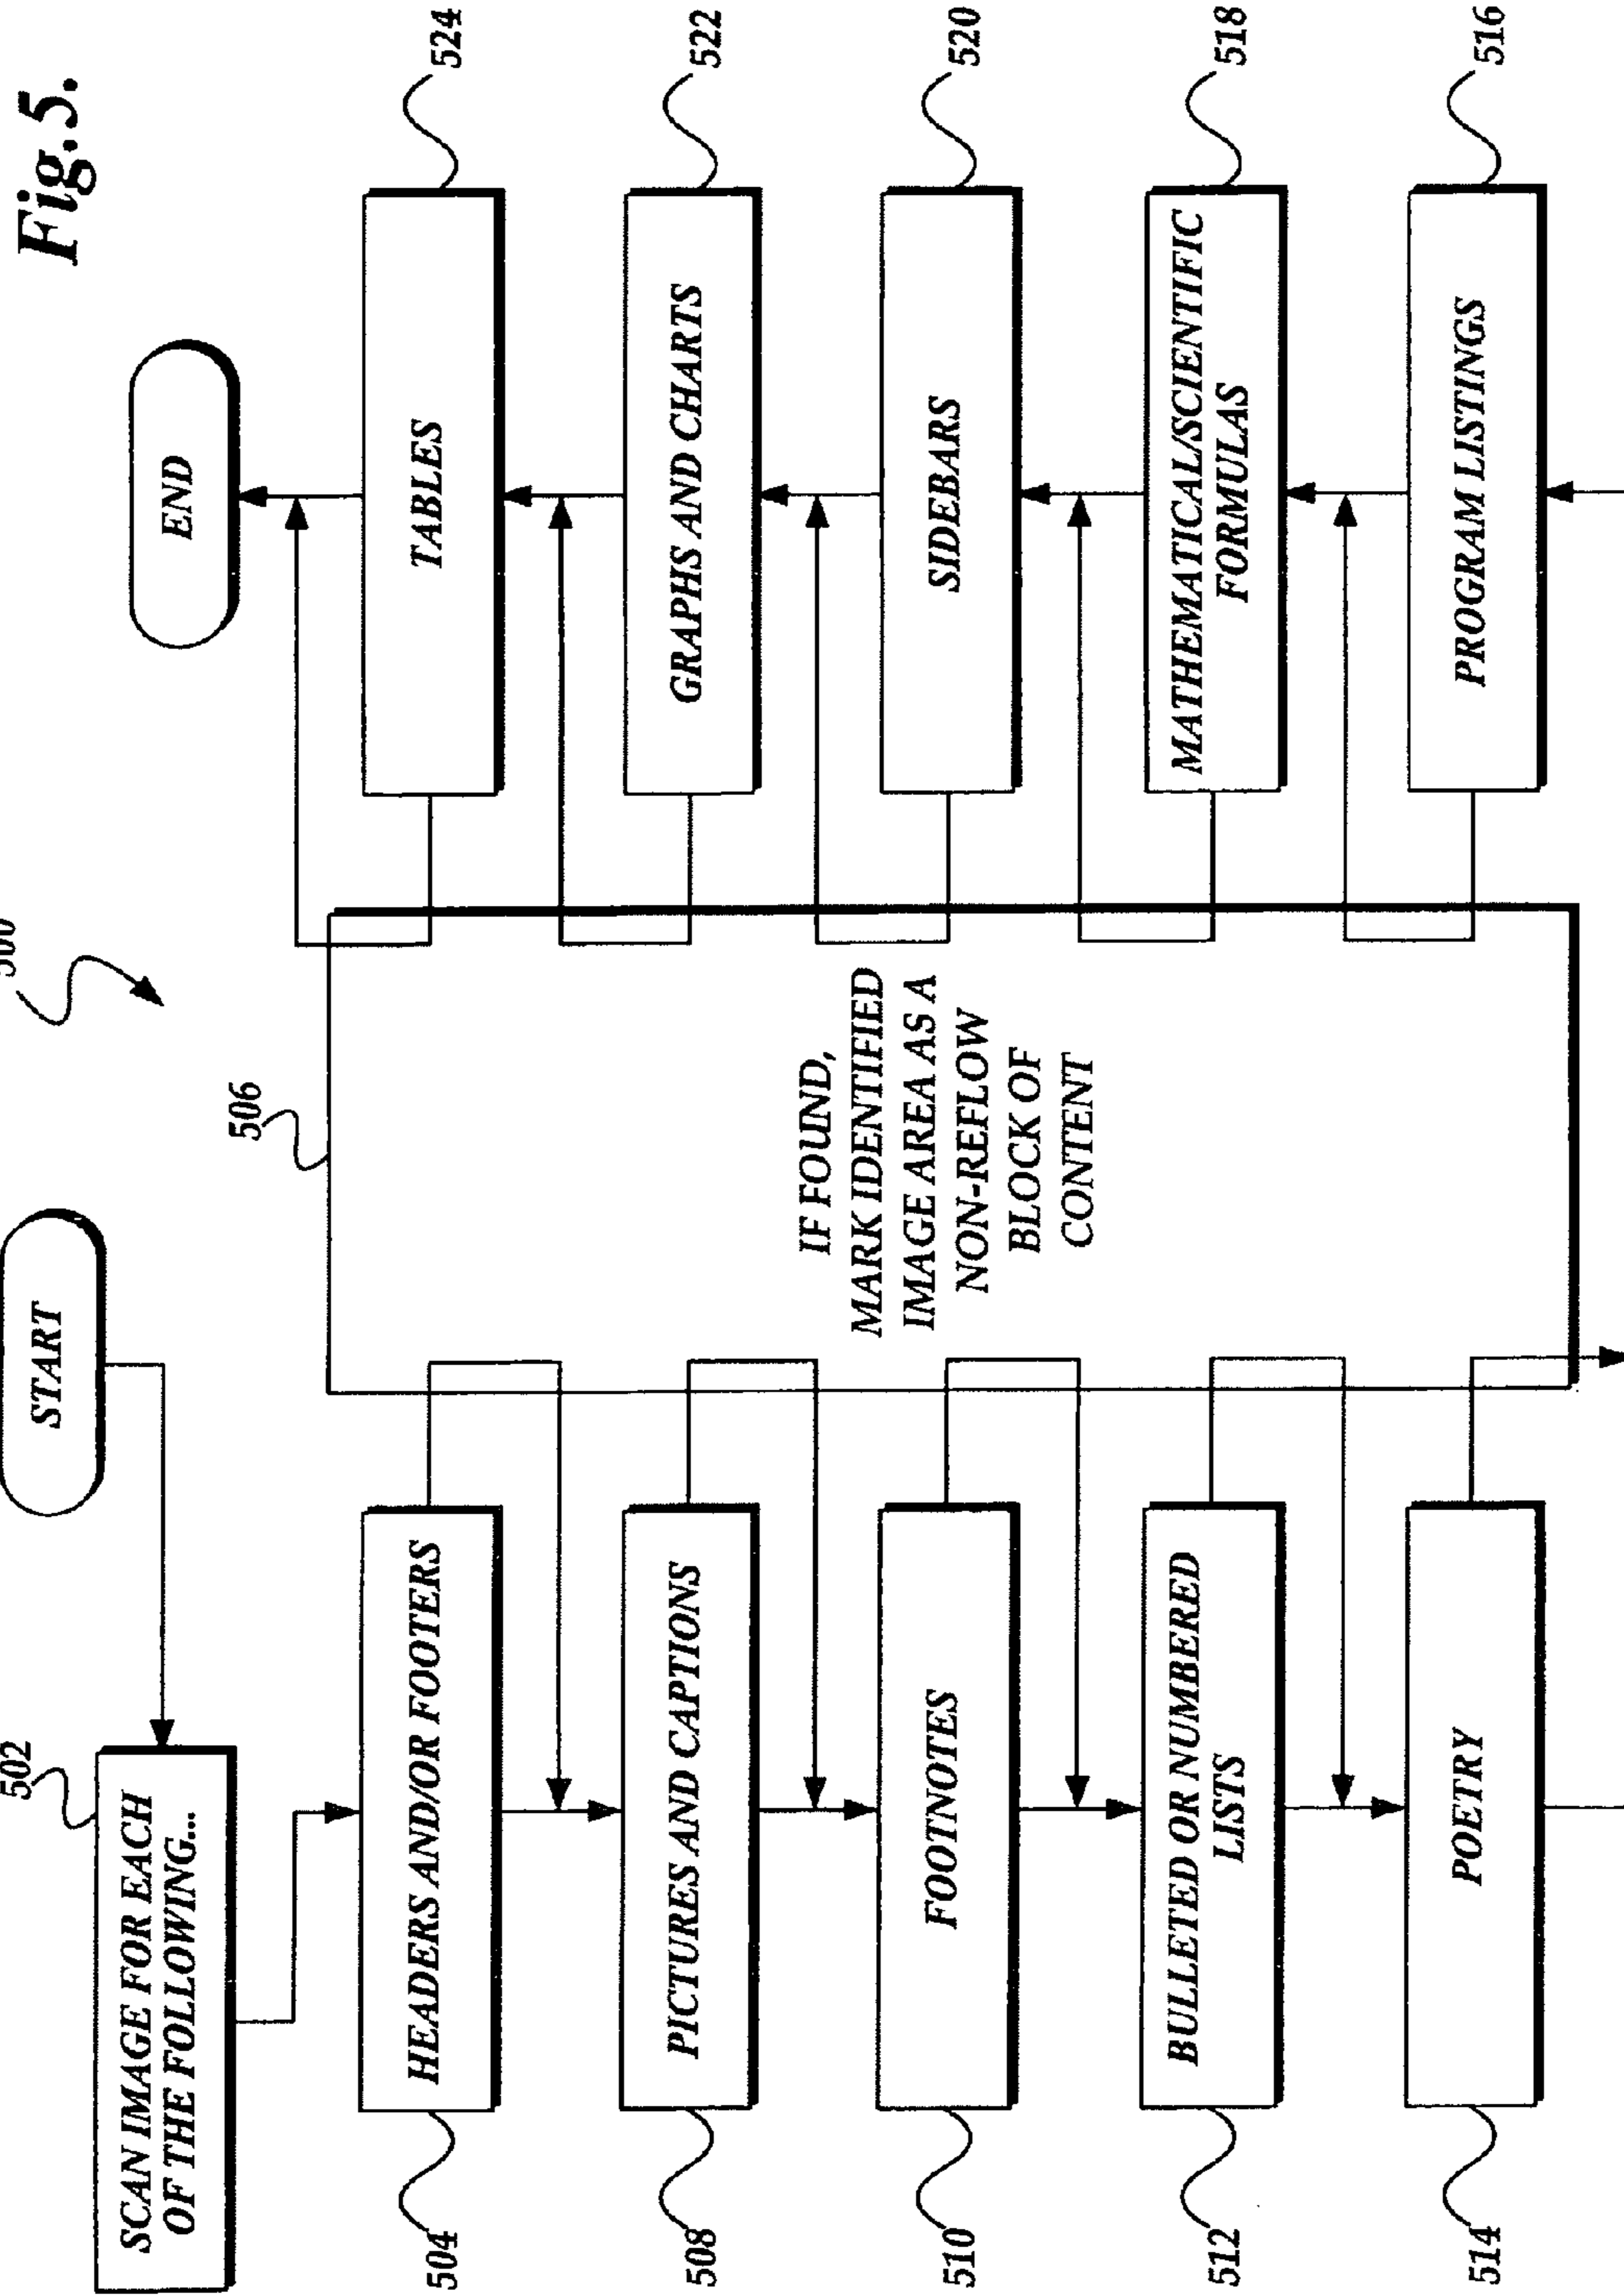 Fig.5.
START
502
SCAN IMAGE FOR EACH
OF THE FOLLOWING...
END
506
504
HEADERS AND/OR FOOTERS
TABLES
524
508
PICTURES AND CAPTIONS
GRAPHS AND CHARTS
522
IF FOUND,
MARK IDENTIFIED
IMAGE AREA AS A
NON-REFLOW
BLOCK OF
CONTENT
510
FOOTNOTES
SIDEBARS
520
512
BULLETED OR NUMBERED
LISTS
MATHEMATICAL/SCIENTIFIC
FORMULAS
518
514
POETRY
PROGRAM LISTINGS
516